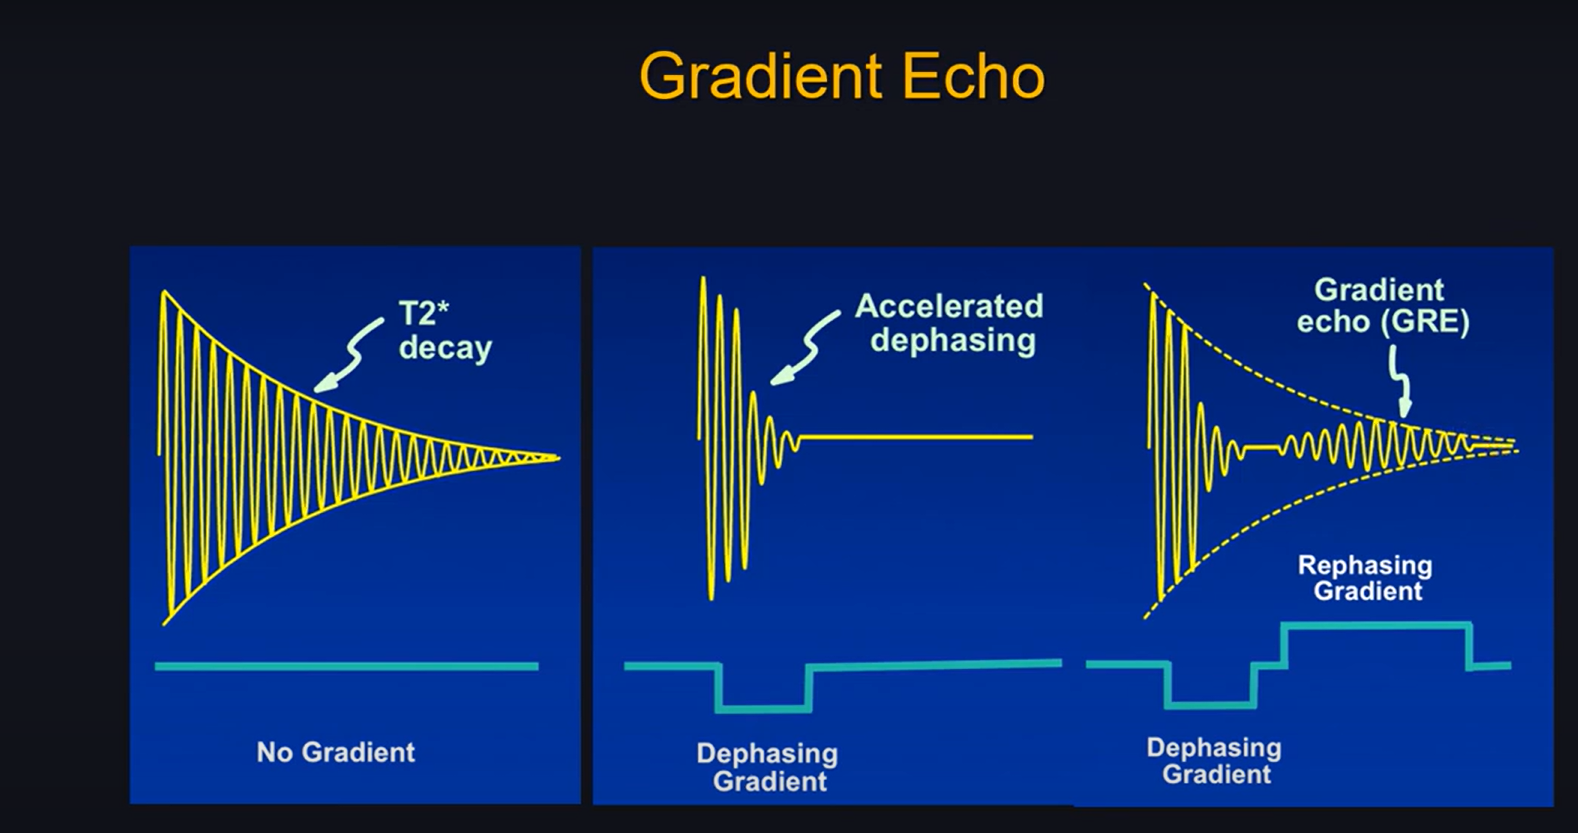 Gradient Echo
T2*
decay
No Gradient
Accelerated
dephasing
Dephasing
Gradient
Gradient
echo (GRE)
Rephasing
Gradient
Dephasing
Gradient